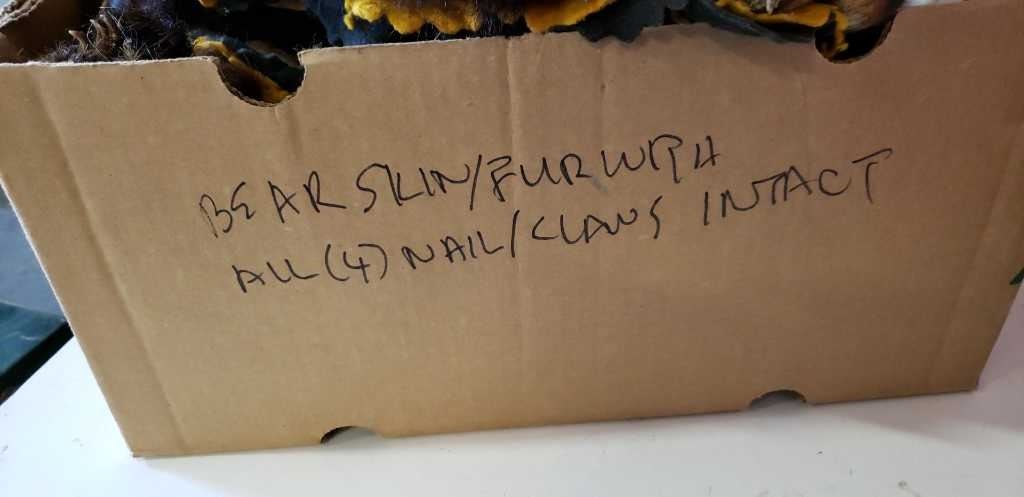 BEAR SKIN/FUR WITH
ALL (4) NAIL/CLAWS INTACT